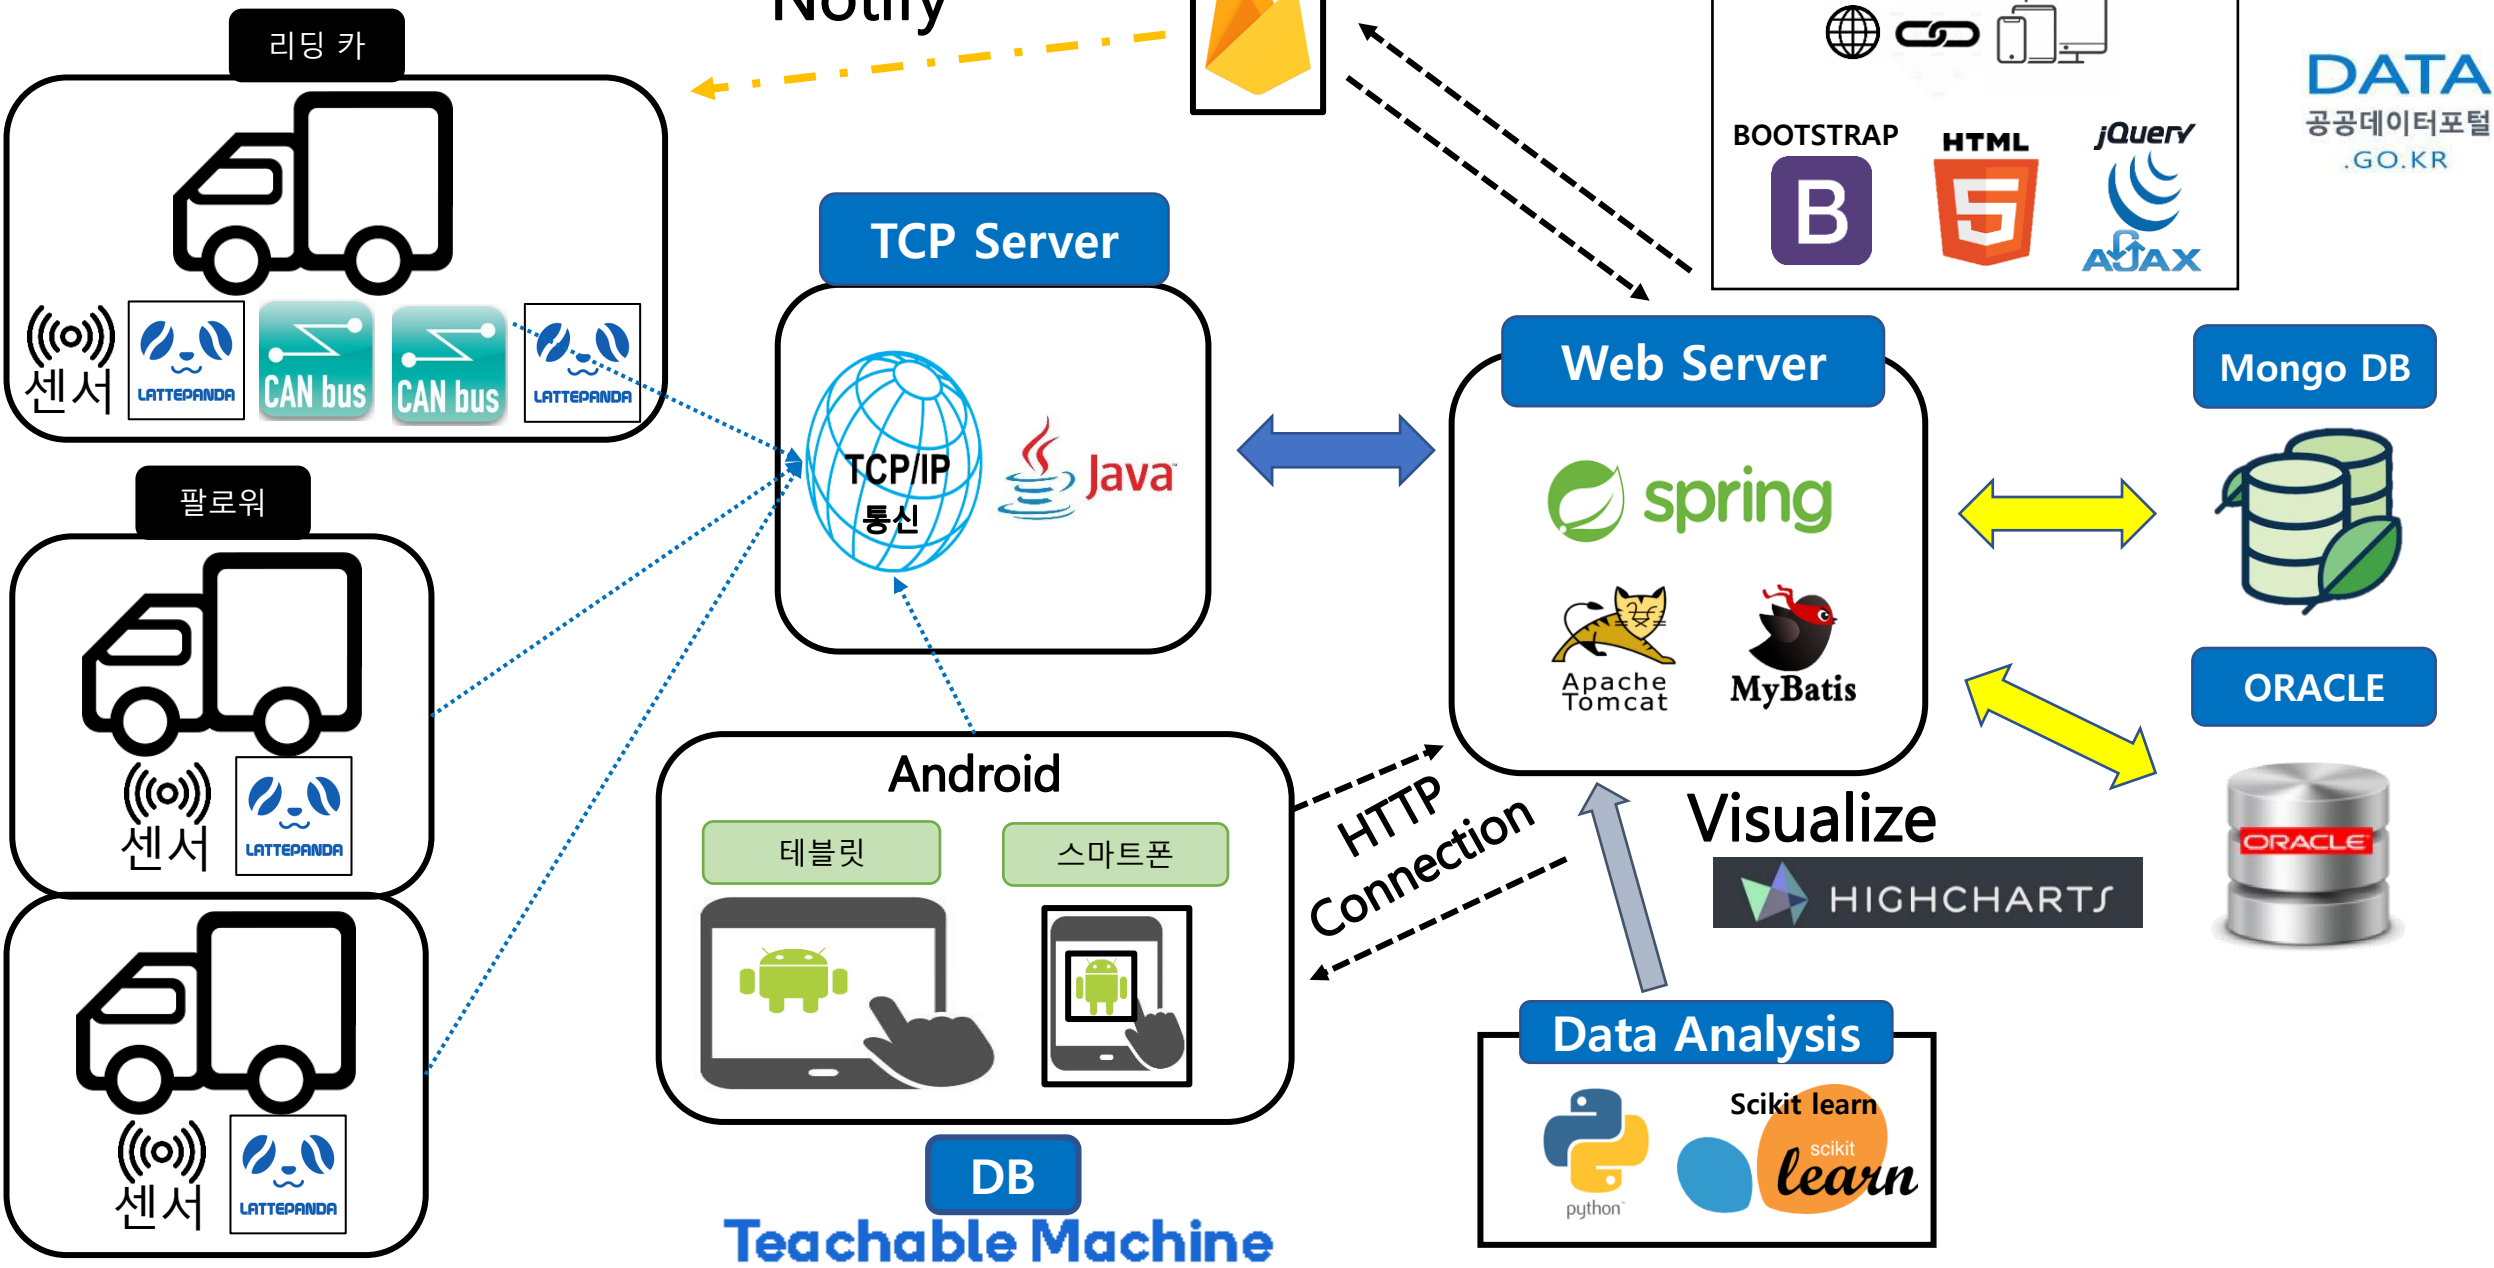 Notify
리딩 카
센서
LATTEPANDA
CAN bus
CAN bus
LATTEPANDA
팔로워
센서
LATTEPANDA
센서
LATTEPANDA
TCP Server
TCP/IP
통신
Java
Android
테블릿
스마트폰
DB
Teachable Machine
HTTP
Connection
BOOTSTRAP
B
HTML
5
jQuery
AJAX
DATA
공공데이터포털
.GO.KR
Web Server
spring
Apache
Tomcat
MyBatis
Mongo DB
ORACLE
ORACLE
Visualize
HIGHCHARTS
Data Analysis
python
Scikit learn
scikit
learn